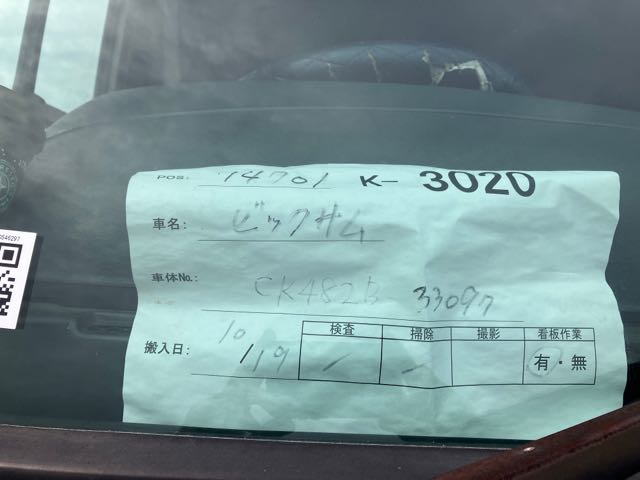 POS: 14701 K-3020
車名: ビックサム
車体No.: CK482B 33097
搬入日: 10/19
検査 掃除 撮影 看板作業
有・無